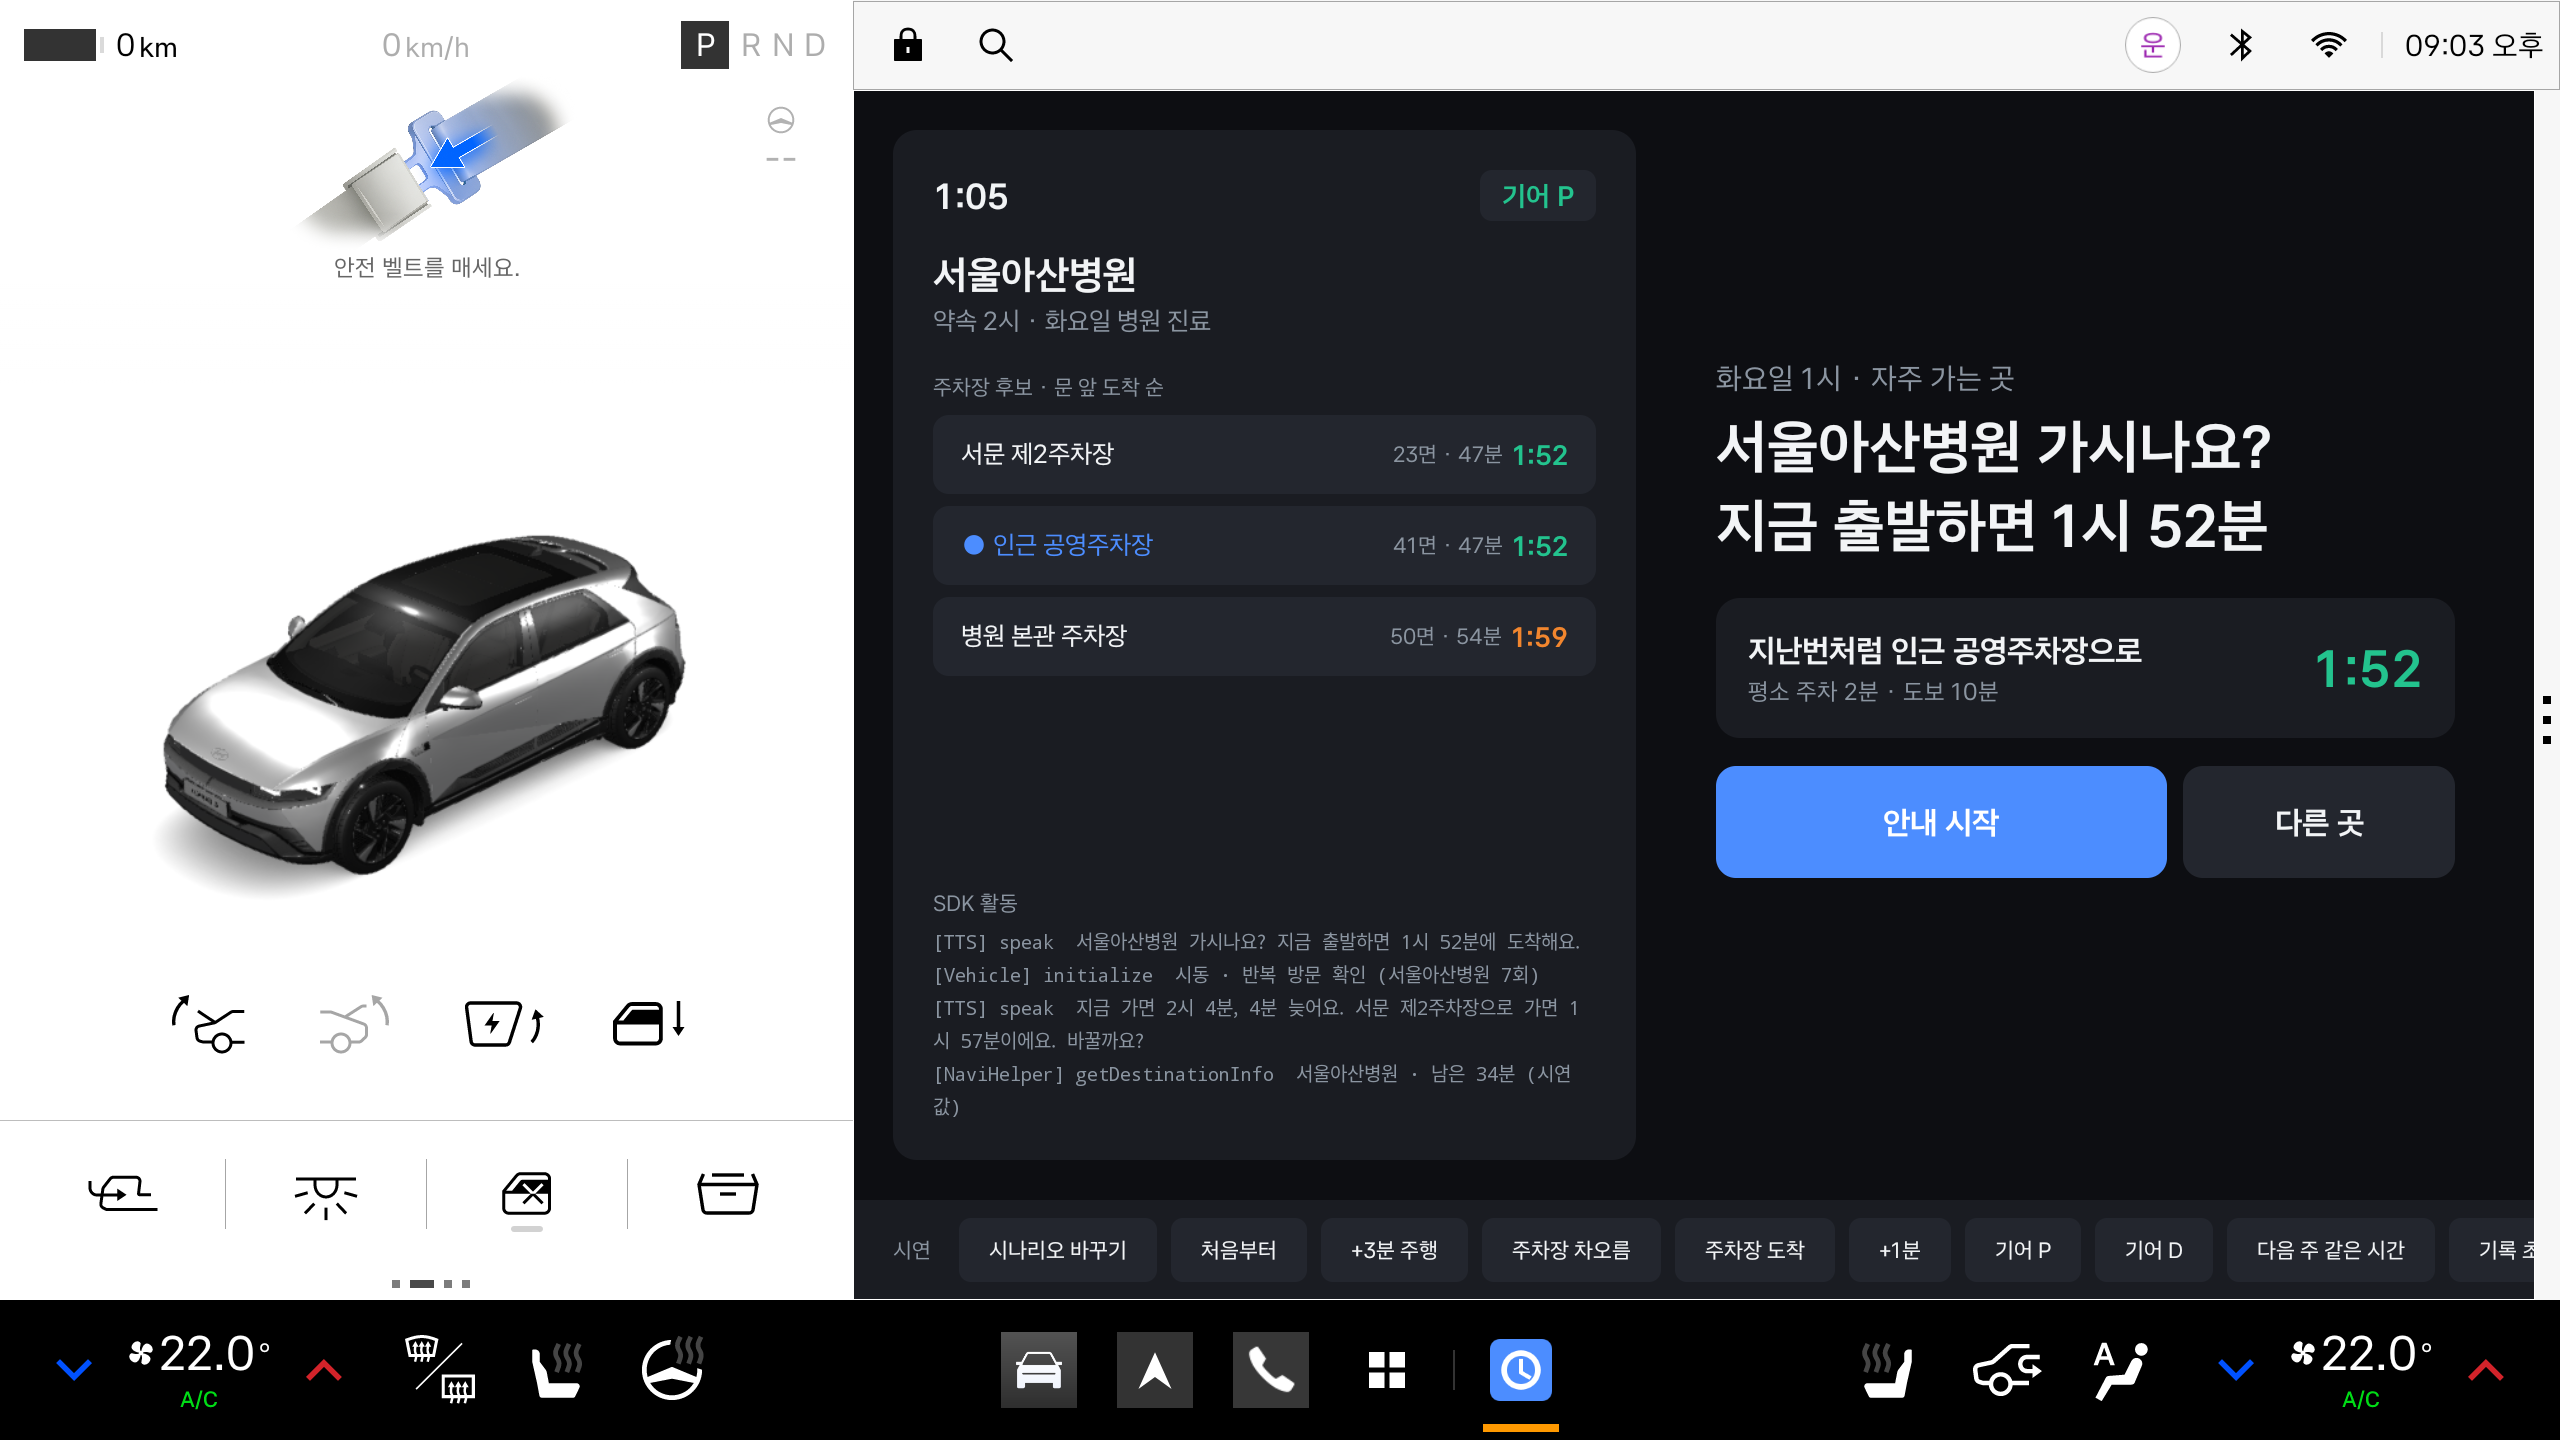 0 km
0 km/h
P R N D
안전 벨트를 매세요.
운
09:03 오후
1:05
기어 P
서울아산병원
약속 2시 · 화요일 병원 진료
주차장 후보 · 문 앞 도착 순
서문 제2주차장 23면 · 47분 1:52
인근 공영주차장 41면 · 47분 1:52
병원 본관 주차장 50면 · 54분 1:59
SDK 활동
[TTS] speak 서울아산병원 가시나요? 지금 출발하면 1시 52분에 도착해요.
[Vehicle] initialize 시동 · 반복 방문 확인 (서울아산병원 7회)
[TTS] speak 지금 가면 2시 4분, 4분 늦어요. 서문 제2주차장으로 가면 1
시 57분이에요. 바꿀까요?
[NaviHelper] getDestinationInfo 서울아산병원 · 남은 34분 (시연
값)
화요일 1시 · 자주 가는 곳
서울아산병원 가시나요?
지금 출발하면 1시 52분
지난번처럼 인근 공영주차장으로
평소 주차 2분 · 도보 10분
1:52
안내 시작
다른 곳
시연
시나리오 바꾸기
처음부터
+3분 주행
주차장 차오름
주차장 도착
+1분
기어 P
기어 D
다음 주 같은 시간
기록
22.0°
A/C
A
22.0°
A/C